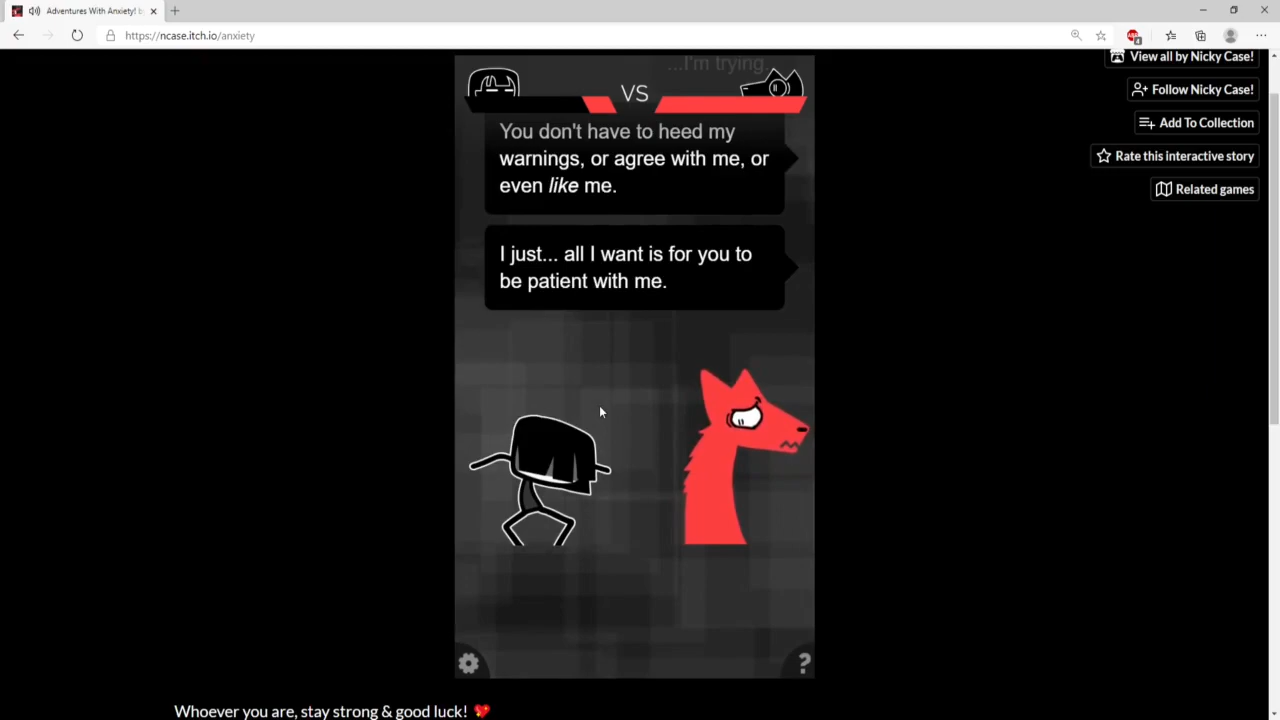 Adventures With Anxiety! b
https://ncase.itch.io/anxiety
View all by Nicky Case!
Follow Nicky Case!
Add To Collection
Rate this interactive story
Related games
...I'm trying...
VS
You don't have to heed my
warnings, or agree with me, or
even like me.
I just... all I want is for you to
be patient with me.
?
Whoever you are, stay strong & good luck! 💖